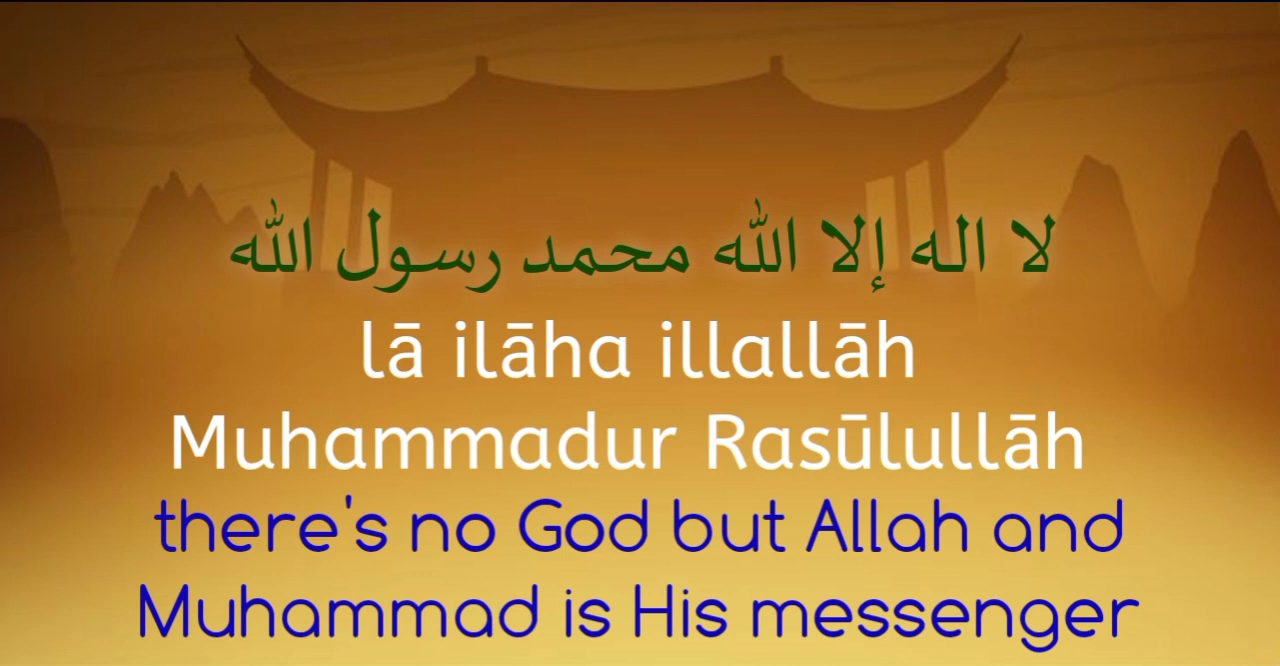 لا اله إلا الله محمد رسول الله
lā ilāha illallāh
Muhammadur Rasūlullāh
there's no God but Allah and
Muhammad is His messenger